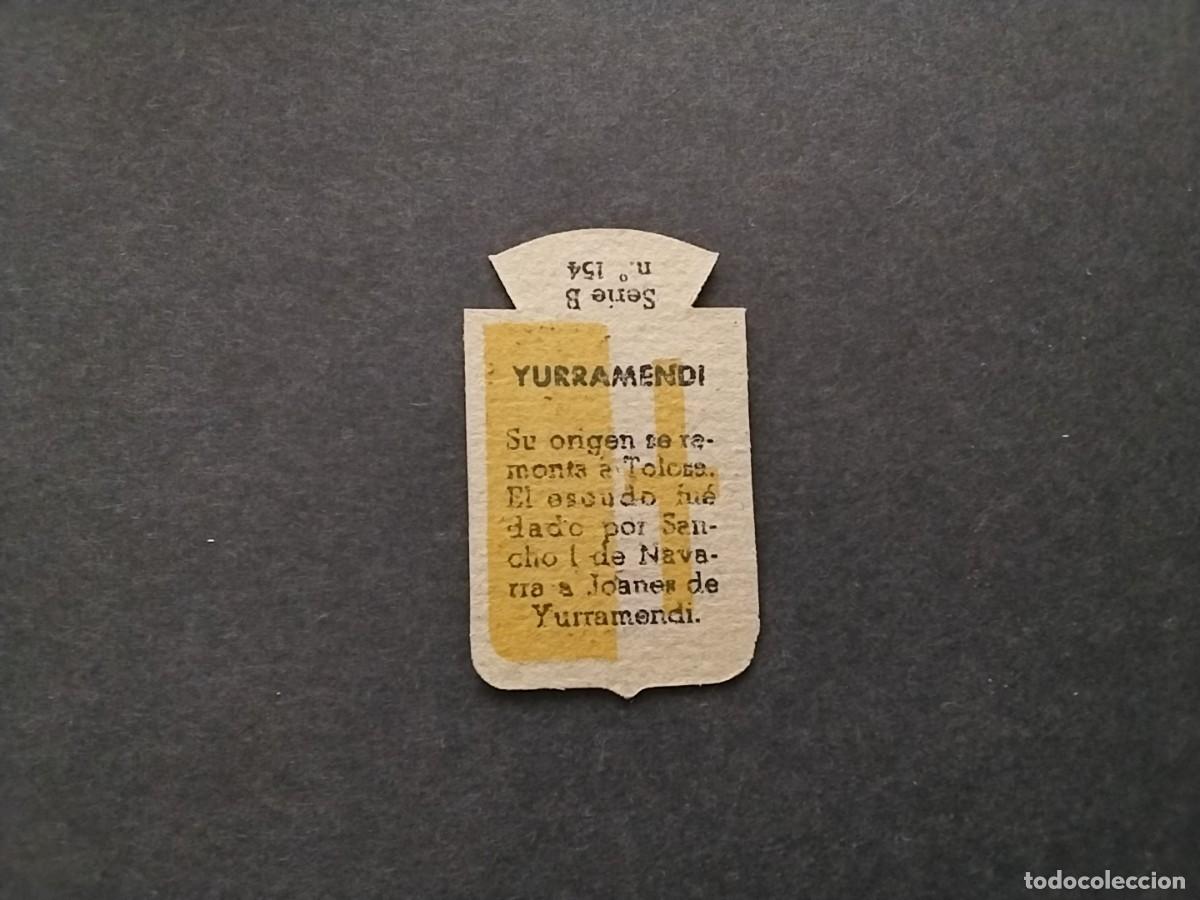 Serie B
n.º 154
YURRAMENDI
Su origen se re-
monta a Tolosa.
El escudo fué
dado por San-
cho I de Nava-
rra a Joanes de
Yurramendi.
todocoleccion